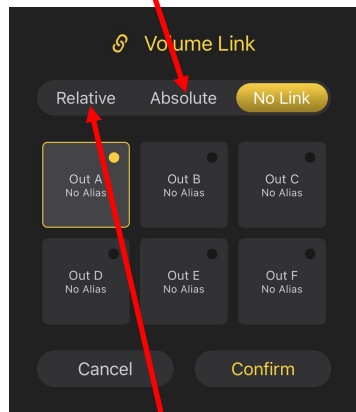 Volume Link
Relative Absolute No Link
Out A Out B Out C
No Alias No Alias No Alias
Out D Out E Out F
No Alias No Alias No Alias
Cancel Confirm